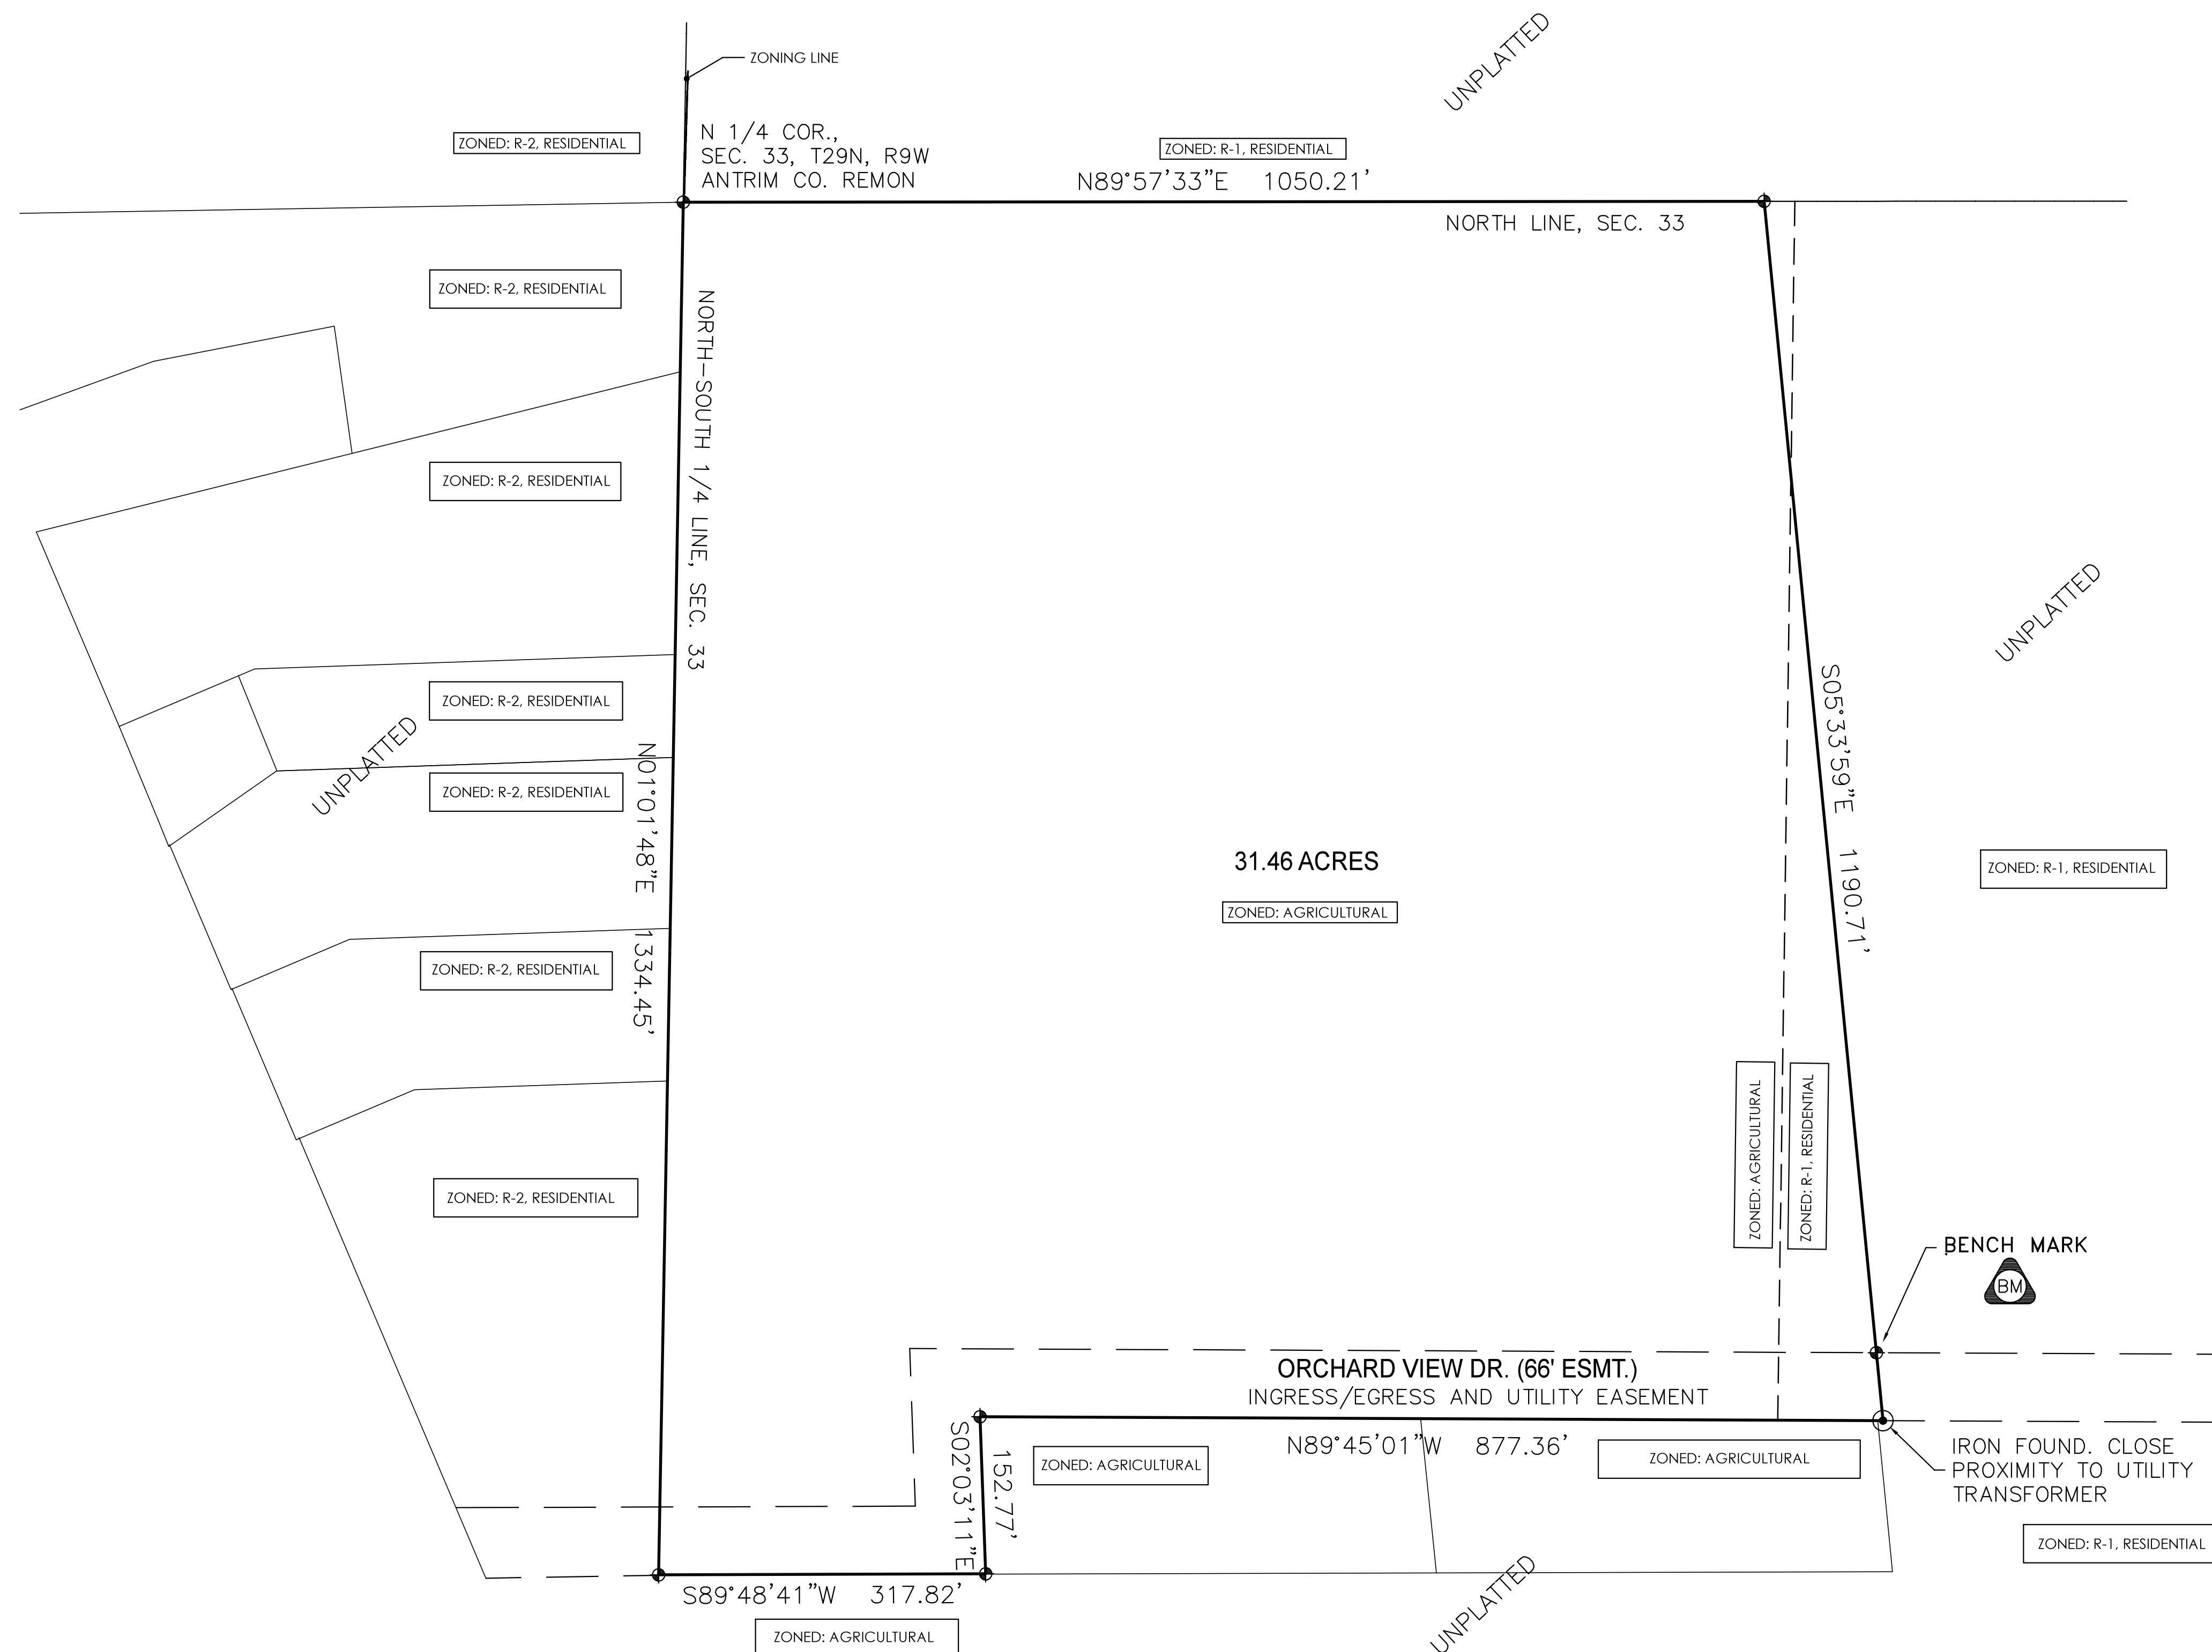 ZONING LINE
UNPLATTED
ZONED: R-2, RESIDENTIAL
N 1/4 COR.,
SEC. 33, T29N, R9W
ANTRIM CO. REMON
ZONED: R-1, RESIDENTIAL
N89°57'33"E 1050.21'
NORTH LINE, SEC. 33
ZONED: R-2, RESIDENTIAL
NORTH-SOUTH 1/4 LINE, SEC. 33
ZONED: R-2, RESIDENTIAL
UNPLATTED
ZONED: R-2, RESIDENTIAL
UNPLATTED
ZONED: R-2, RESIDENTIAL
N01°01'48"E 1334.45'
S05°33'59"E 1190.71'
31.46 ACRES
ZONED: AGRICULTURAL
ZONED: R-1, RESIDENTIAL
ZONED: R-2, RESIDENTIAL
ZONED: AGRICULTURAL
ZONED: R-1, RESIDENTIAL
ZONED: R-2, RESIDENTIAL
BENCH MARK
BM
ORCHARD VIEW DR. (66' ESMT.)
INGRESS/EGRESS AND UTILITY EASEMENT
S02°03'11"E
152.77'
N89°45'01"W 877.36'
ZONED: AGRICULTURAL
ZONED: AGRICULTURAL
IRON FOUND. CLOSE
PROXIMITY TO UTILITY
TRANSFORMER
ZONED: R-1, RESIDENTIAL
S89°48'41"W 317.82'
UNPLATTED
ZONED: AGRICULTURAL